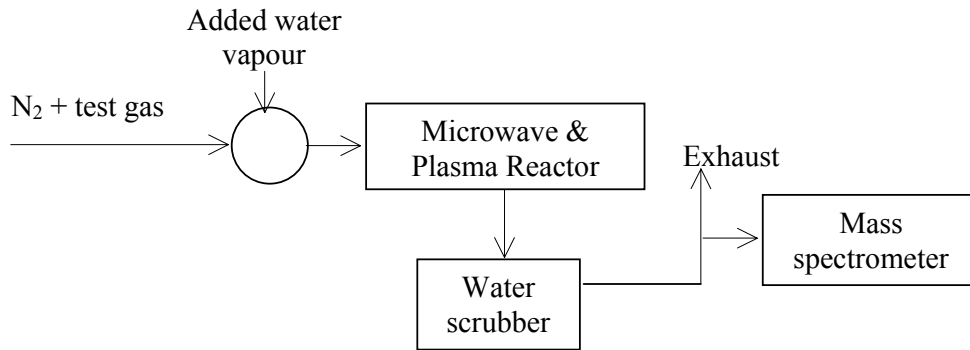 Added water
vapour
N₂ + test gas
Microwave &
Plasma Reactor
Exhaust
Mass
spectrometer
Water
scrubber